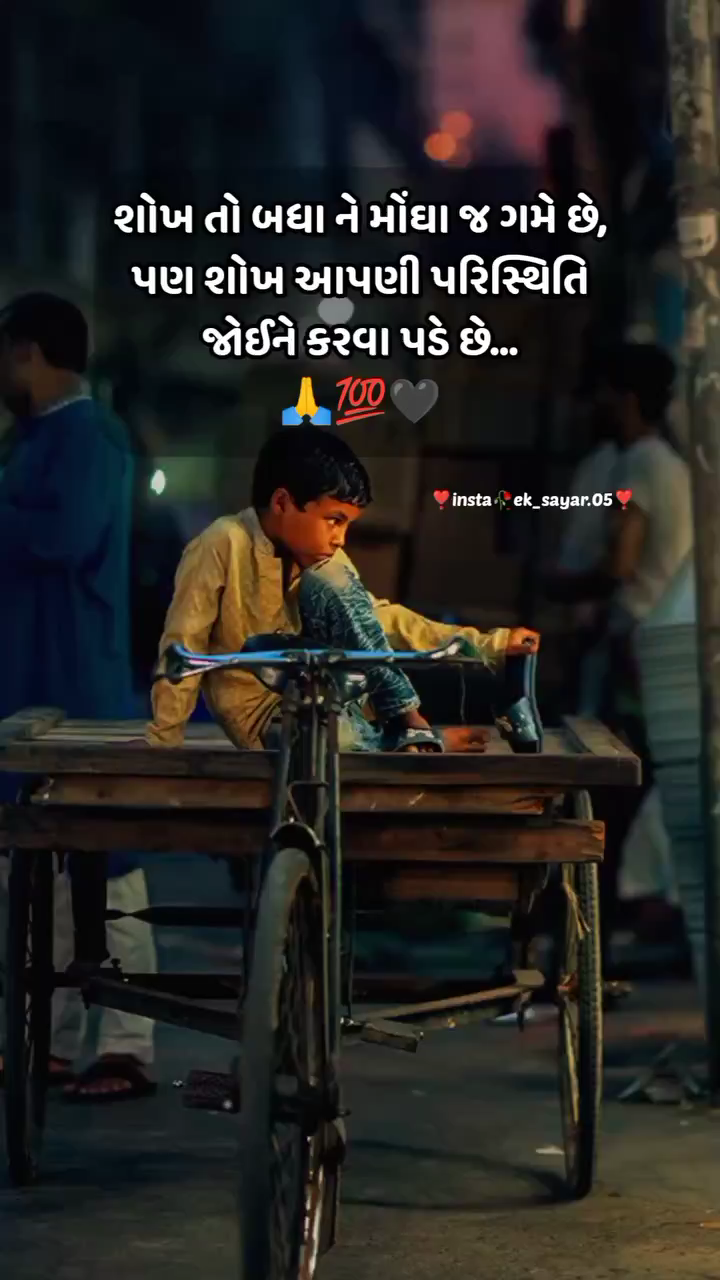 શોખ તો બધા ને મોંઘા જ ગમે છે,
પણ શોખ આપણી પરિસ્થિતિ
જોઈને કરવા પડે છે...
🙏💯🖤
❣️insta🥀ek_sayar.05❣️